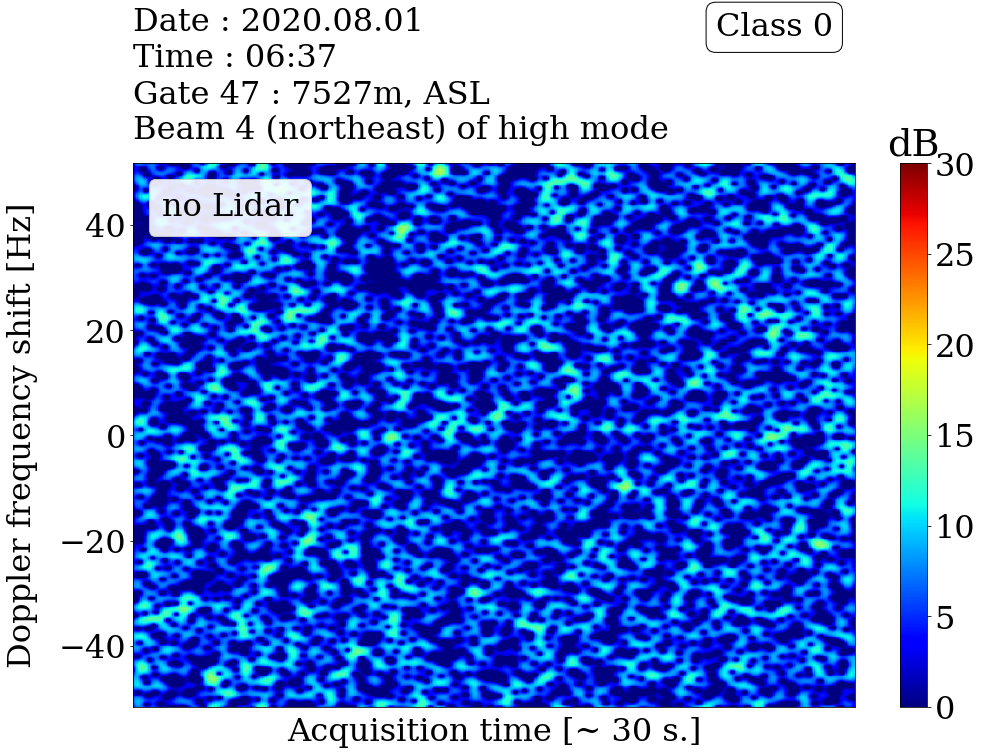 Date : 2020.08.01
Time : 06:37
Gate 47 : 7527m, ASL
Beam 4 (northeast) of high mode
Class 0
dB
no Lidar
Doppler frequency shift [Hz]
40
20
0
−20
−40
Acquisition time [~ 30 s.]
30
25
20
15
10
5
0